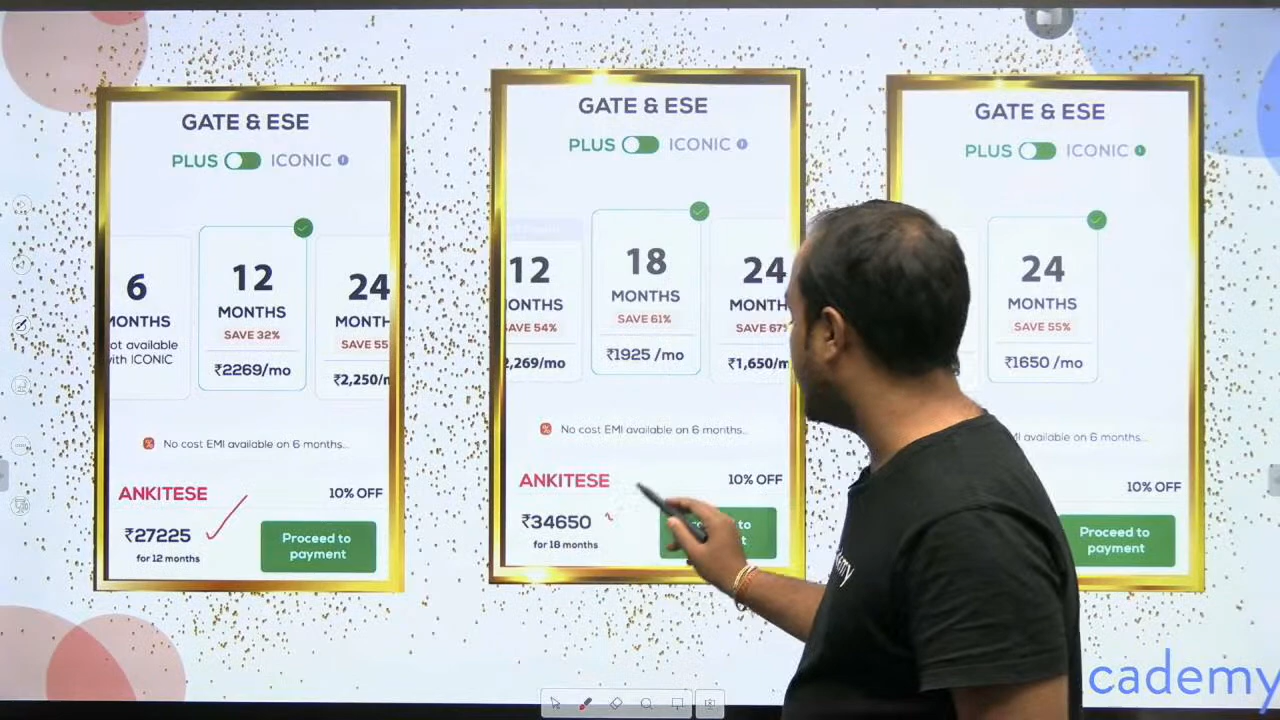 GATE & ESE
PLUS ICONIC
6
MONTHS
ot available
with ICONIC
12
MONTHS
SAVE 32%
₹2269/mo
24
MONTH
SAVE 55
₹2,250/m
No cost EMI available on 6 months...
ANKITESE
10% OFF
₹27225
for 12 months
Proceed to
payment
GATE & ESE
PLUS ICONIC
12
ONTHS
SAVE 54%
2,269/mo
18
MONTHS
SAVE 61%
₹1925 /mo
24
MONTH
SAVE 67%
₹1,650/m
No cost EMI available on 6 months...
ANKITESE
10% OFF
₹34650
for 18 months
to
GATE & ESE
PLUS ICONIC
24
MONTHS
SAVE 55%
₹1650 /mo
MI available on 6 months...
10% OFF
Proceed to
payment
cademy